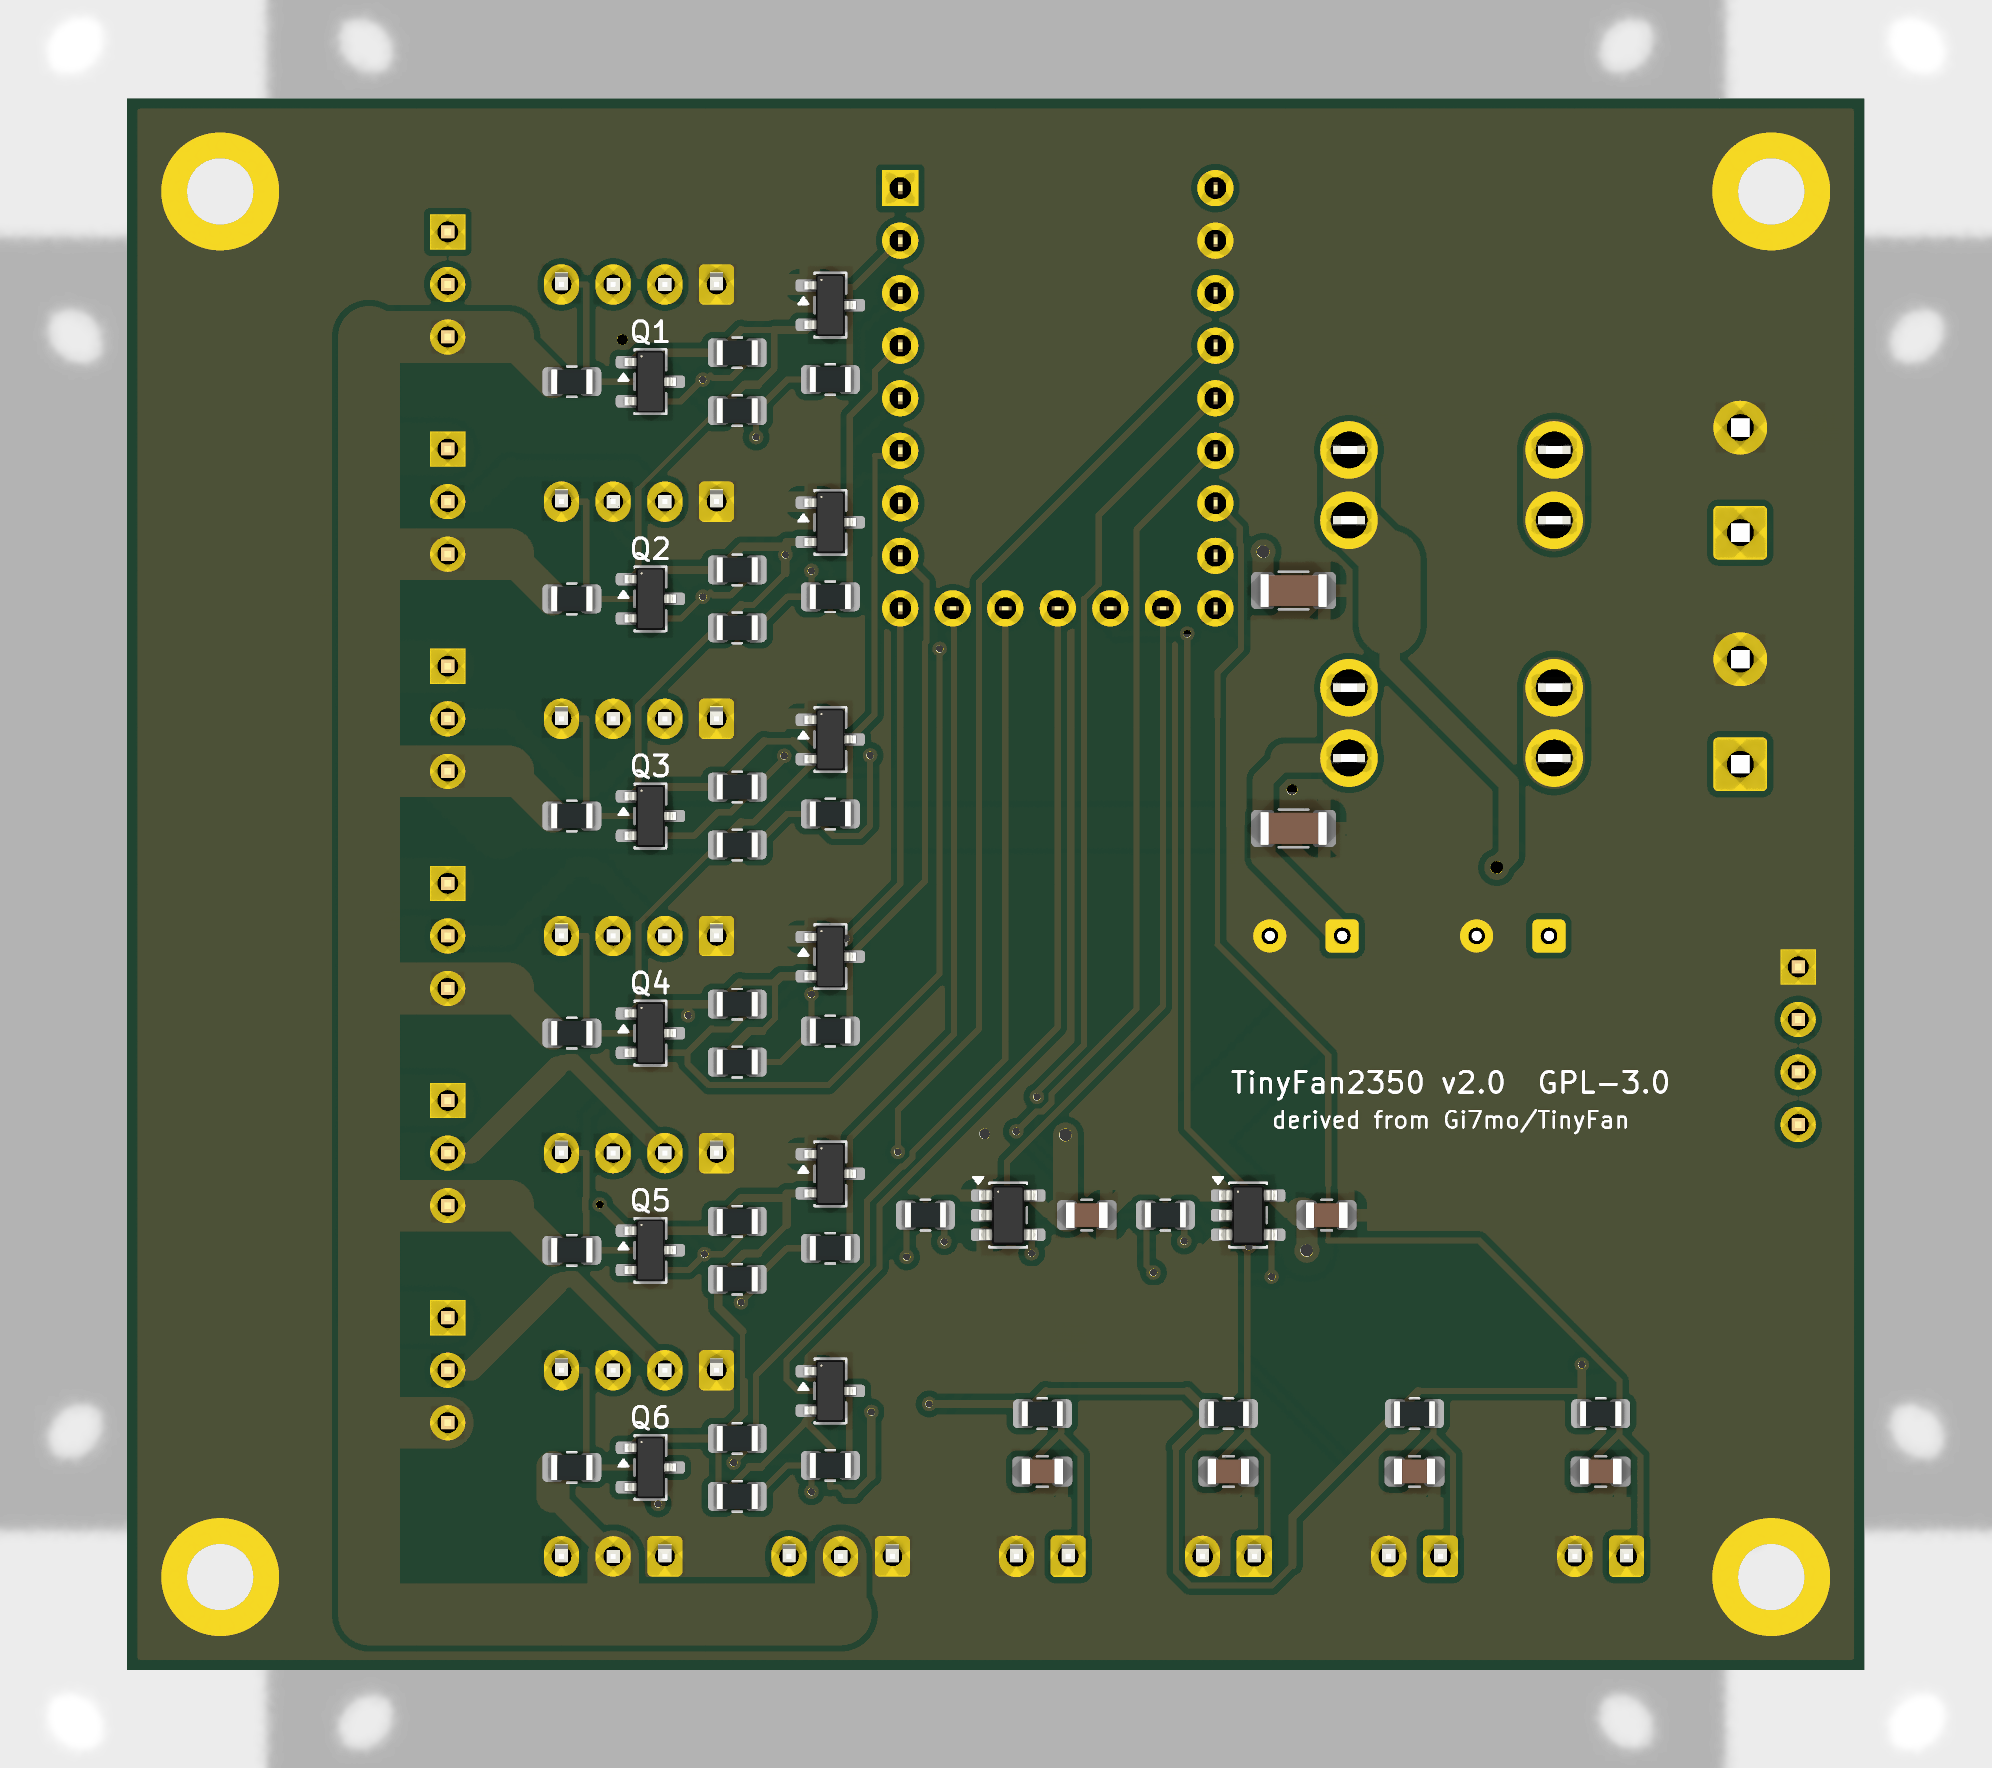 Q1
Q2
Q3
Q4
TinyFan2350 v2.0  GPL-3.0
derived from Gi7mo/TinyFan
Q5
Q6